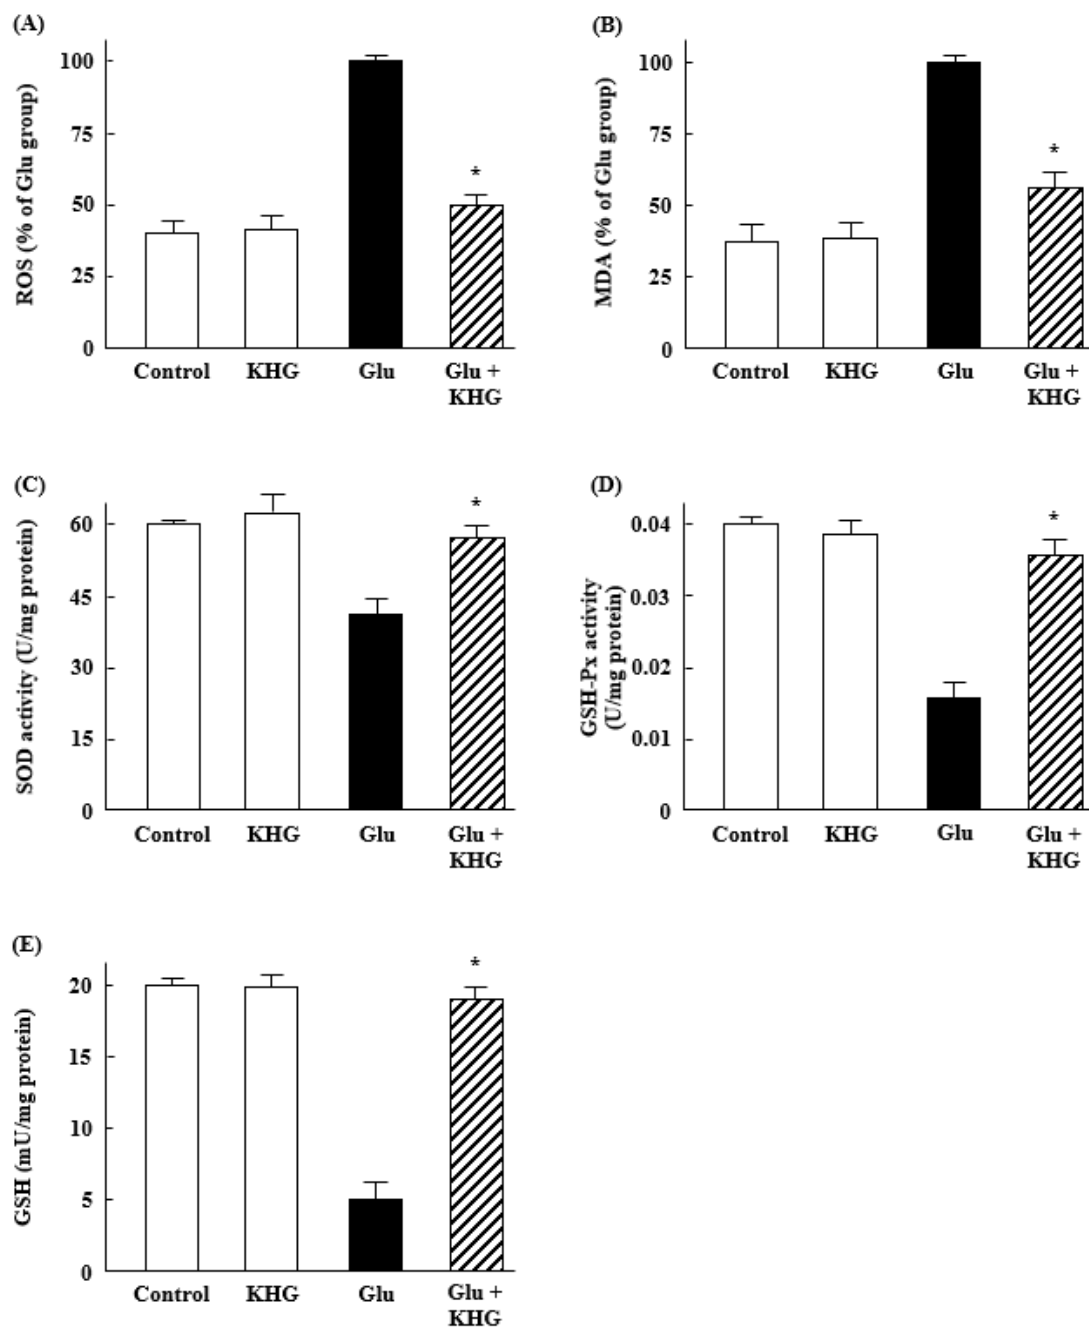 (A)
ROS (% of Glu group)
100
75
50
25
0
*
Control KHG Glu Glu +
KHG
(B)
MDA (% of Glu group)
100
75
50
25
0
*
Control KHG Glu Glu +
KHG
(C)
SOD activity (U/mg protein)
60
45
30
15
0
*
Control KHG Glu Glu +
KHG
(D)
GSH-Px activity
(U/mg protein)
0.04
0.03
0.02
0.01
0
*
Control KHG Glu Glu +
KHG
(E)
GSH (mU/mg protein)
20
15
10
5
0
*
Control KHG Glu Glu +
KHG